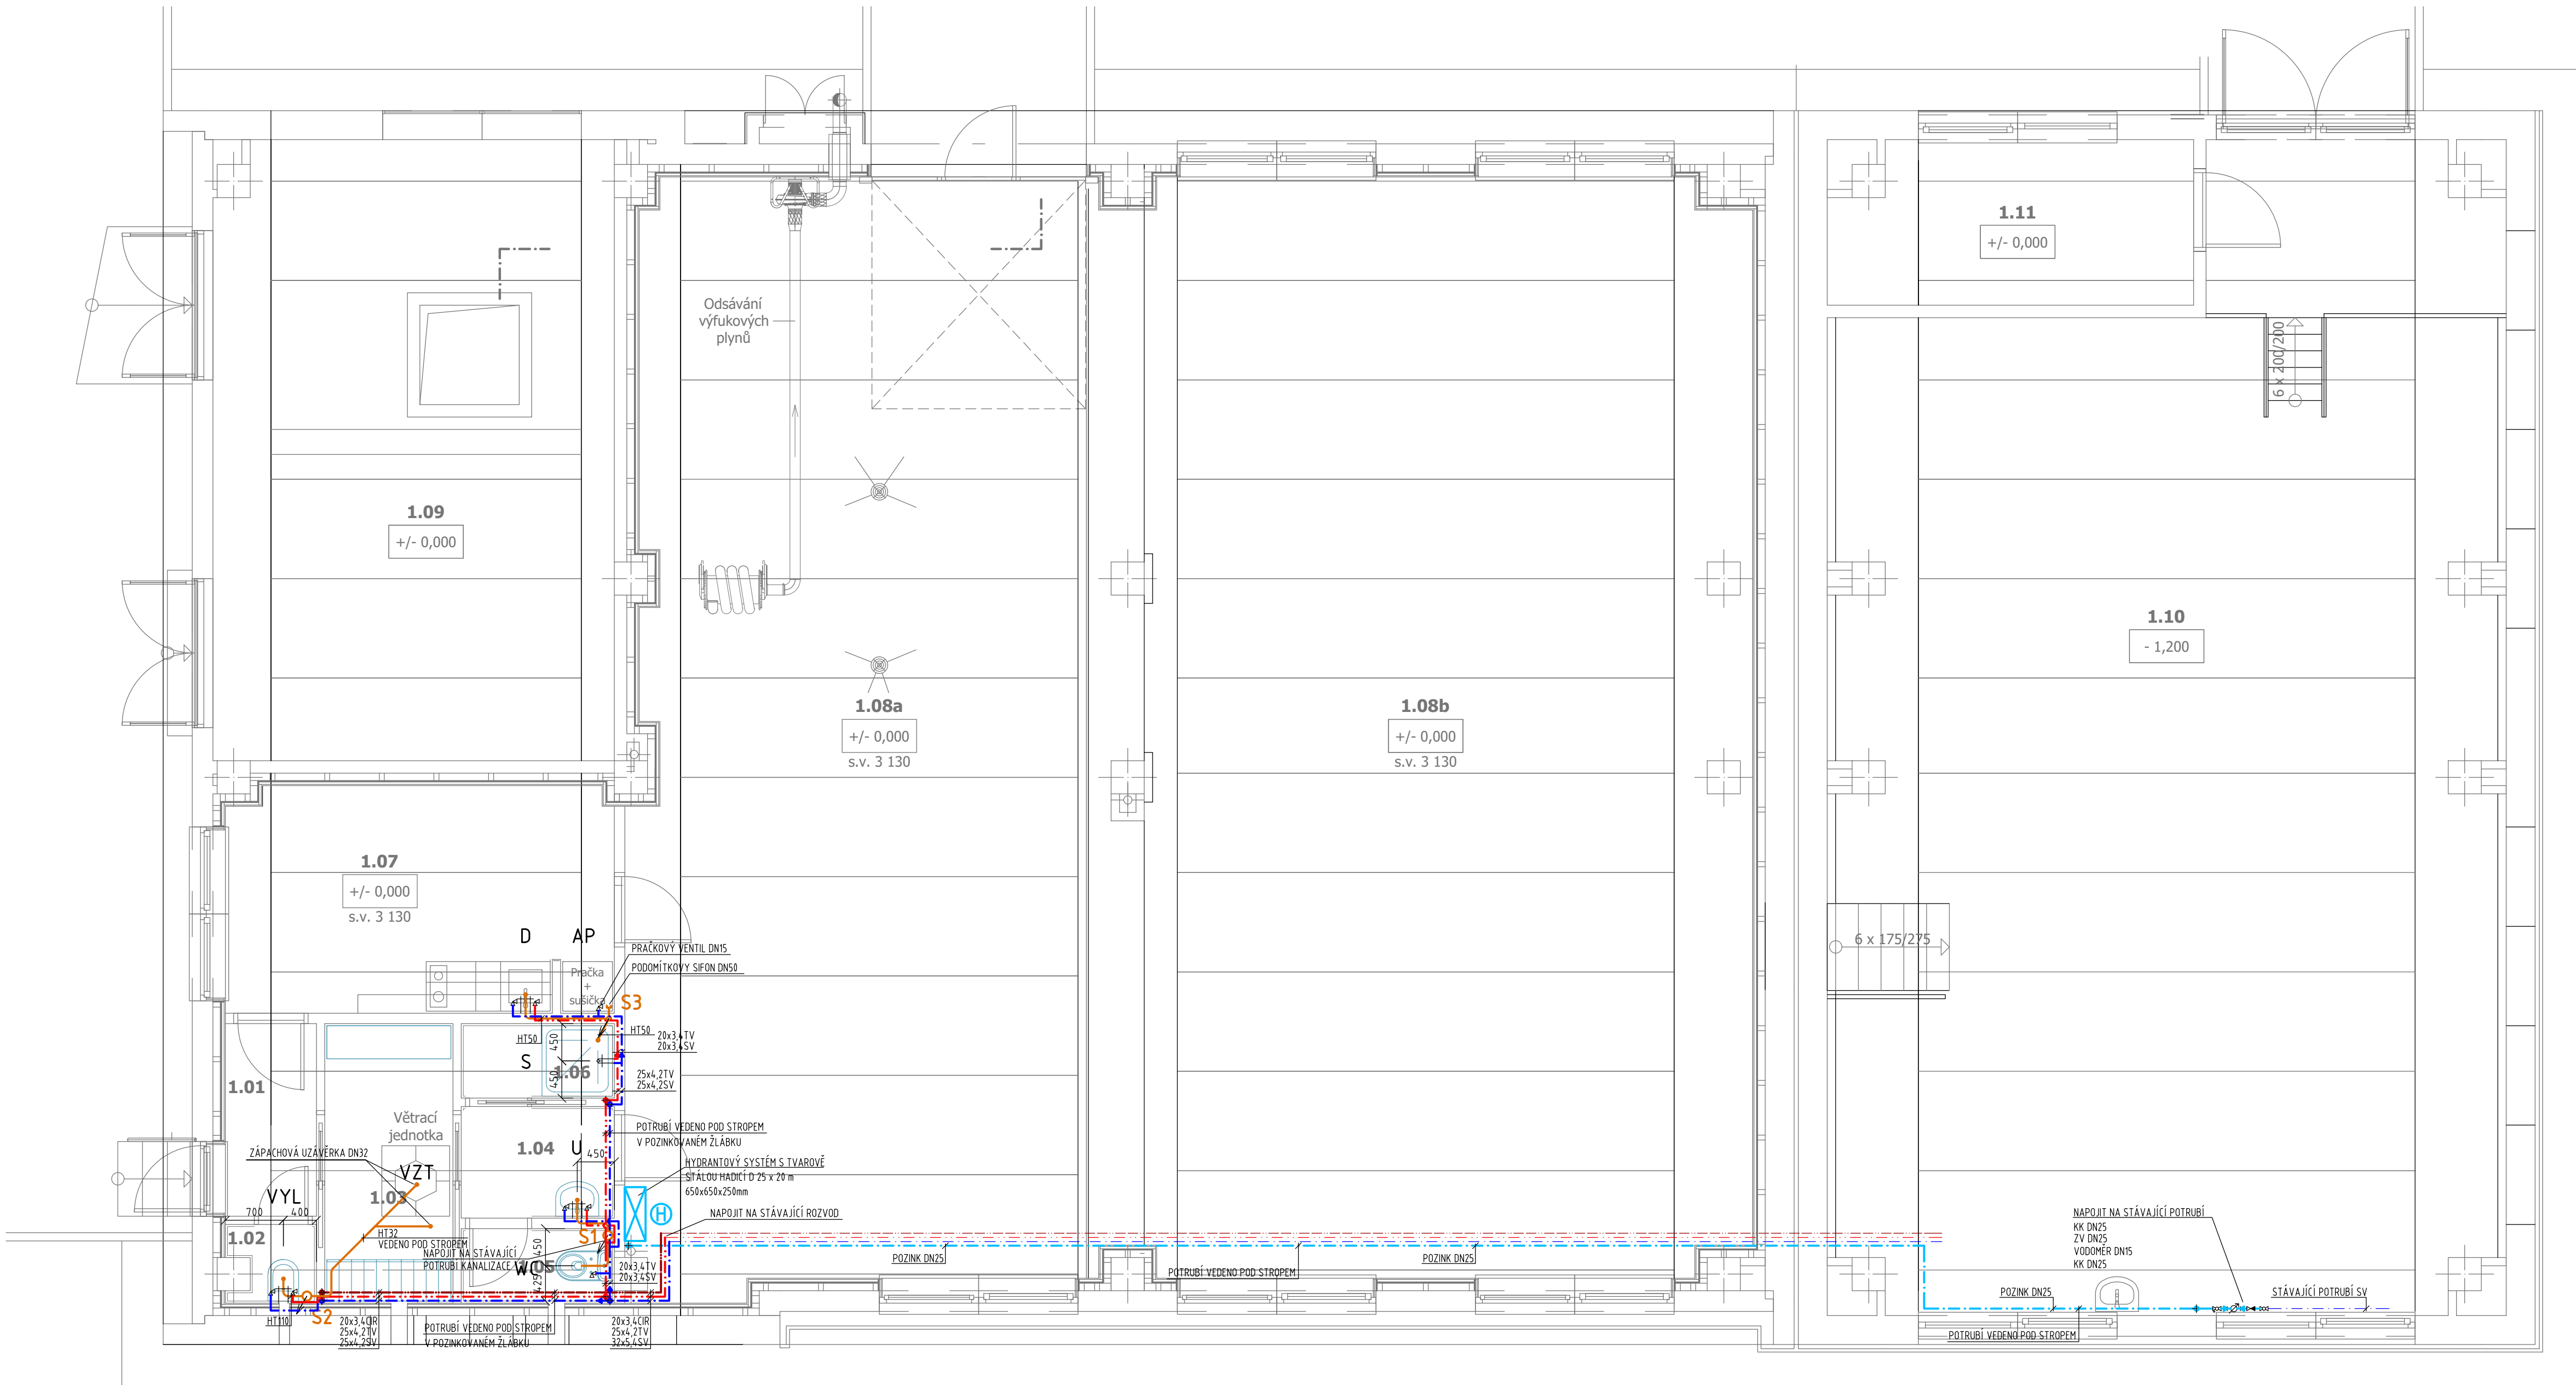 1.11
+/- 0,000
Odsávání
výfukových
plynů
6 x 200/200
1.09
+/- 0,000
1.10
- 1,200
1.08a
+/- 0,000
s.v. 3 130
1.08b
+/- 0,000
s.v. 3 130
1.07
+/- 0,000
s.v. 3 130
D
AP
PRAČKOVÝ VENTIL DN15
PODOMÍTKOVÝ SIFON DN50
Pračka
+
sušička
S3
6 x 175/275
HT50
HT50
450
20x3,4TV
20x3,4SV
S
1.06
450
25x4,2TV
25x4,2SV
1.01
Větrací
jednotka
POTRUBÍ VEDENO POD STROPEM
V POZINKOVANÉM ŽLÁBKU
1.04
U
450
ZÁPACHOVÁ UZÁVĚRKA DN32
HYDRANTOVÝ SYSTÉM S TVAROVĚ
STÁLOU HADICÍ D 25 x 20 m
650x650x250mm
VZT
VYL
1.03
700
400
H
NAPOJIT NA STÁVAJÍCÍ ROZVOD
NAPOJIT NA STÁVAJÍCÍ POTRUBÍ
KK DN25
ZV DN25
VODOMĚR DN15
KK DN25
1.02
HT32
VEDENO POD STROPEM
S1
NAPOJIT NA STÁVAJÍCÍ
POTRUBÍ KANALIZACE
450
425
WC
1.05
20x3,4TV
20x3,4SV
POZINK DN25
POTRUBÍ VEDENO POD STROPEM
POZINK DN25
POZINK DN25
STÁVAJÍCÍ POTRUBÍ SV
HT110
S2
20x3,4CIR
25x4,2TV
25x4,2SV
POTRUBÍ VEDENO POD STROPEM
V POZINKOVANÉM ŽLÁBKU
20x3,4CIR
25x4,2TV
32x5,4SV
POTRUBÍ VEDENO POD STROPEM